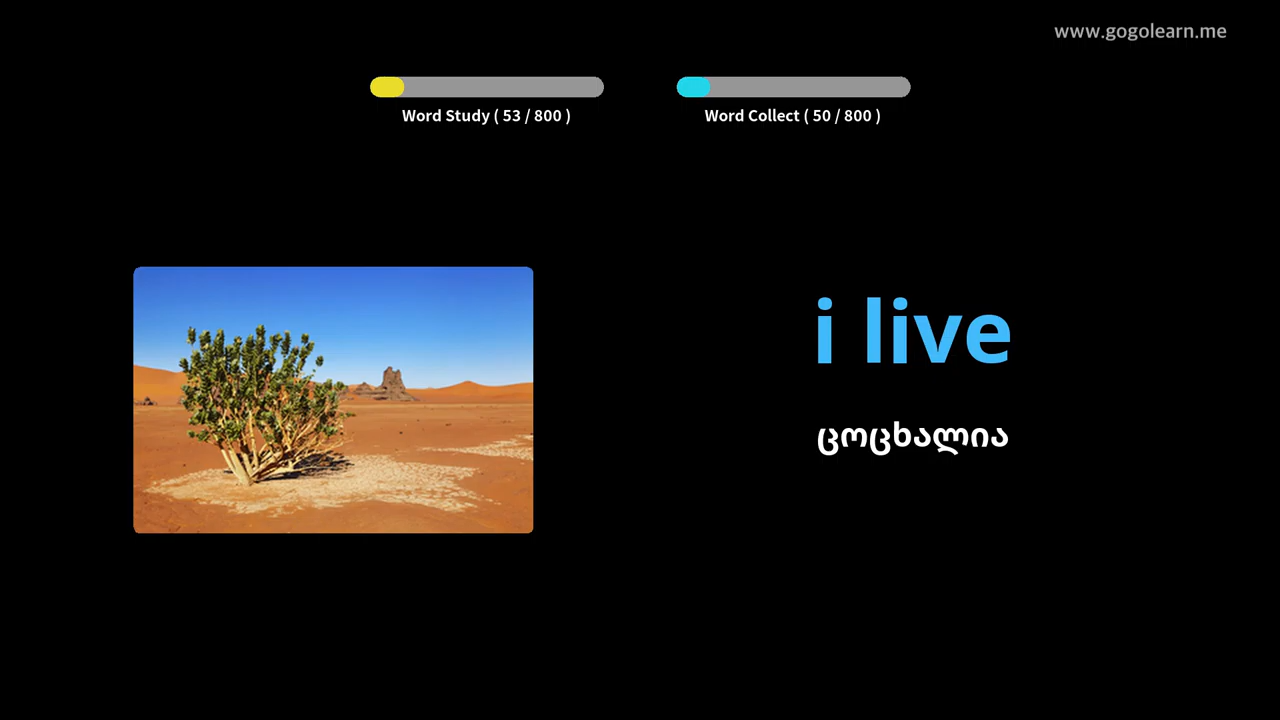 www.gogolearn.me
Word Study ( 53 / 800 )
Word Collect ( 50 / 800 )
i live
ცოცხალია